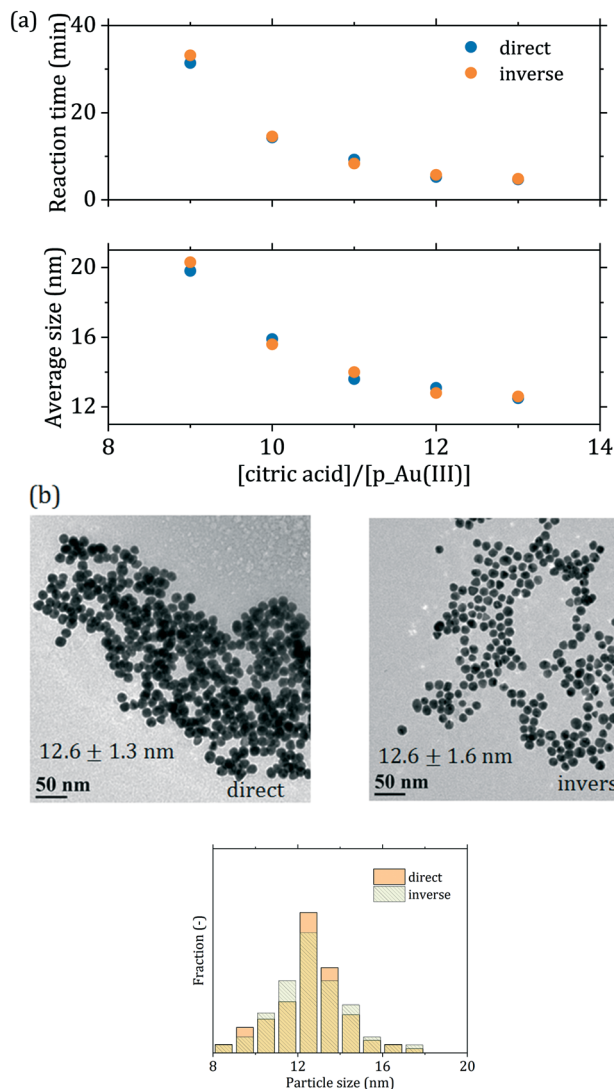 (a)
40
20
0
Reaction time (min)
direct
inverse
20
16
12
Average size (nm)
8 10 12 14
[citric acid]/[p_Au(III)]
(b)
12.6 ± 1.3 nm
50 nm
direct
12.6 ± 1.6 nm
50 nm
invers
direct
inverse
Fraction (-)
8 12 16 20
Particle size (nm)